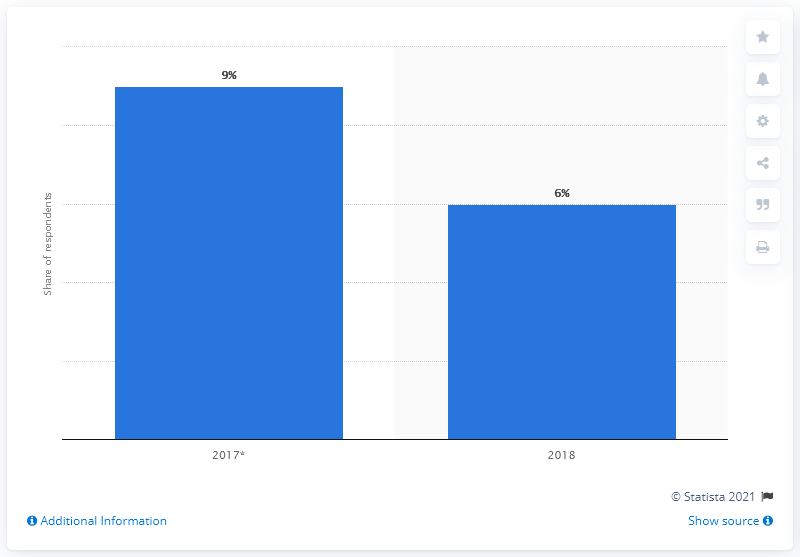 9%
6%
Share of respondents
2017*
2018
© Statista 2021
Additional Information
Show source